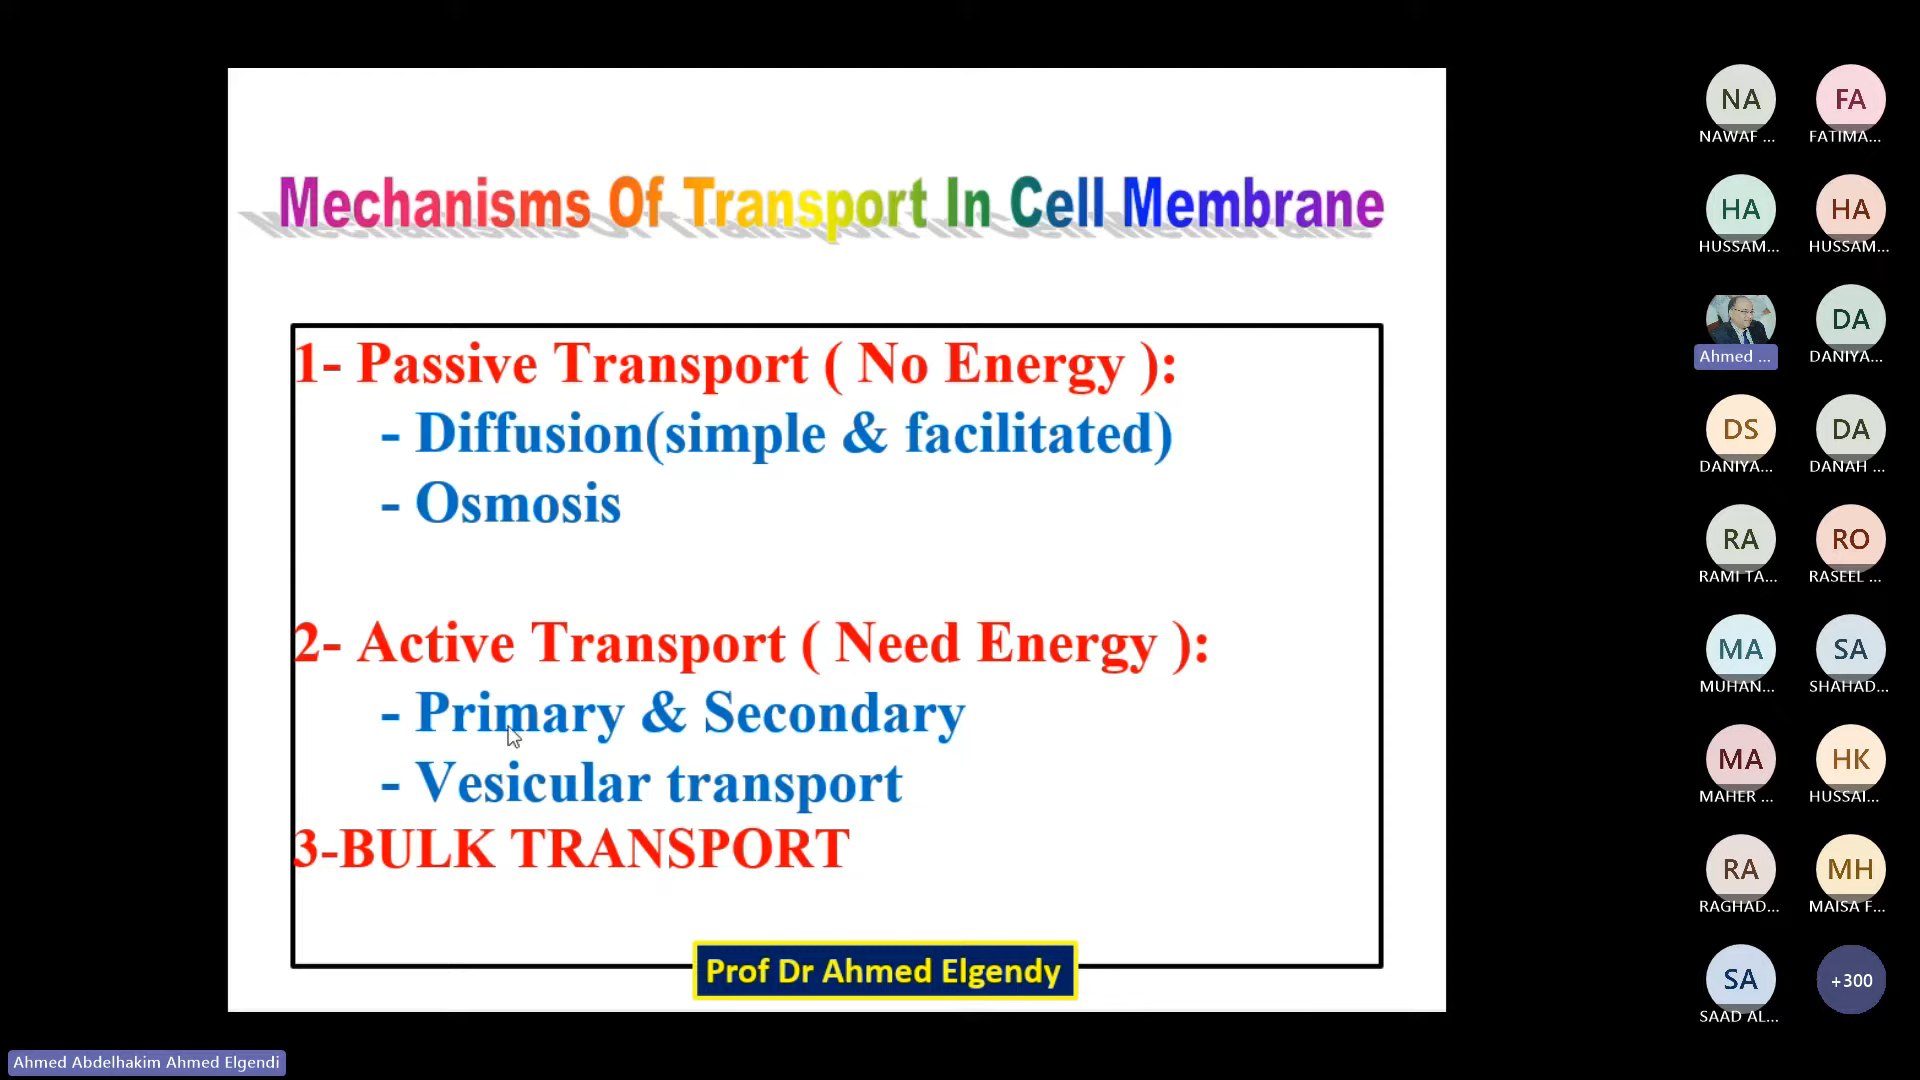 Mechanisms Of Transport In Cell Membrane
1- Passive Transport ( No Energy ):
- Diffusion(simple & facilitated)
- Osmosis
2- Active Transport ( Need Energy ):
- Primary & Secondary
- Vesicular transport
3-BULK TRANSPORT
Prof Dr Ahmed Elgendy
NA
NAWAF ...
FA
FATIMA...
HA
HUSSAM...
HA
HUSSAM...
Ahmed ...
DA
DANIYA...
DS
DANIYA...
DA
DANAH ...
RA
RAMI TA...
RO
RASEEL ...
MA
MUHAN...
SA
SHAHAD...
MA
MAHER ...
HK
HUSSAI...
RA
RAGHAD...
MH
MAISA F...
SA
SAAD AL...
+300
Ahmed Abdelhakim Ahmed Elgendi